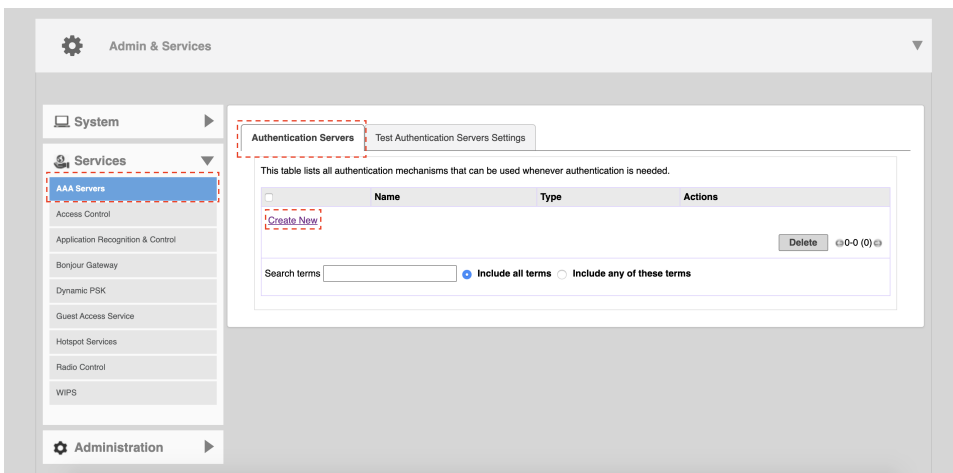 Admin & Services
System
Services
AAA Servers
Access Control
Application Recognition & Control
Bonjour Gateway
Dynamic PSK
Guest Access Service
Hotspot Services
Radio Control
WIPS
Administration
Authentication Servers Test Authentication Servers Settings
This table lists all authentication mechanisms that can be used whenever authentication is needed.
Name Type Actions
Create New
Delete 0-0 (0)
Search terms Include all terms Include any of these terms